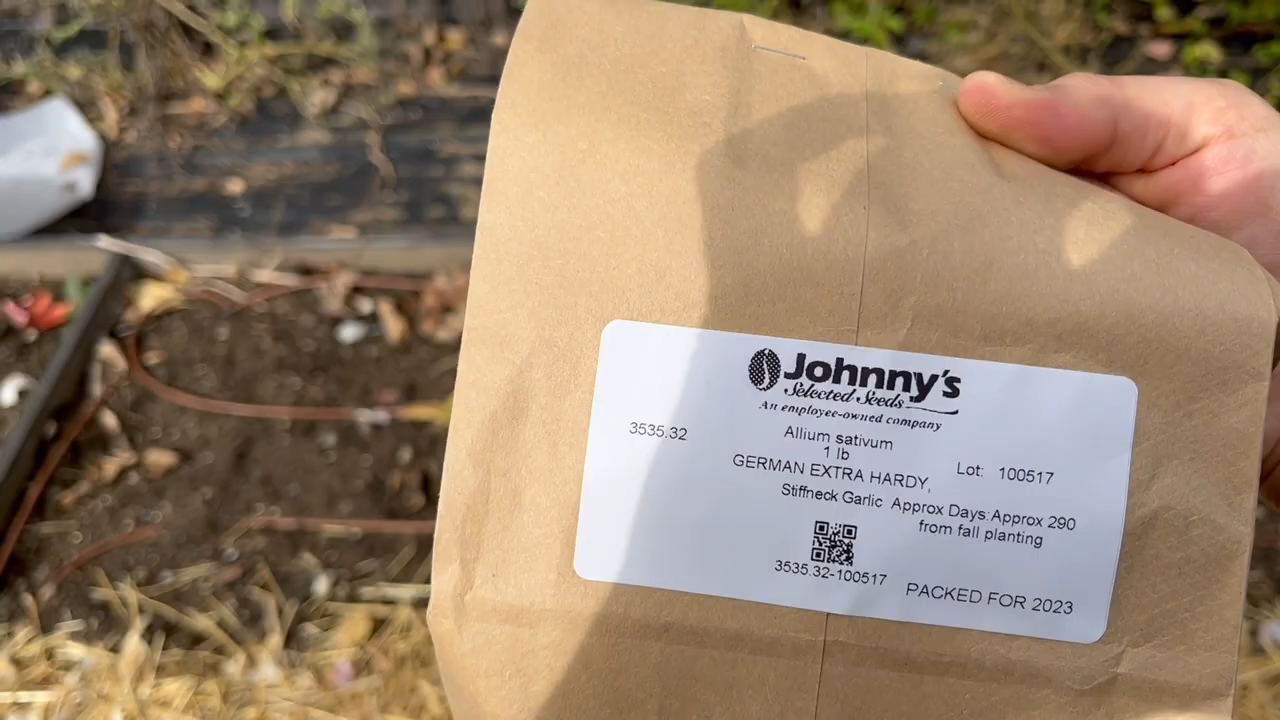 Johnny's
Selected Seeds
An employee-owned company
3535.32
Allium sativum
1 lb
GERMAN EXTRA HARDY,
Lot: 100517
Stiffneck Garlic Approx Days:Approx 290
from fall planting
3535.32-100517
PACKED FOR 2023